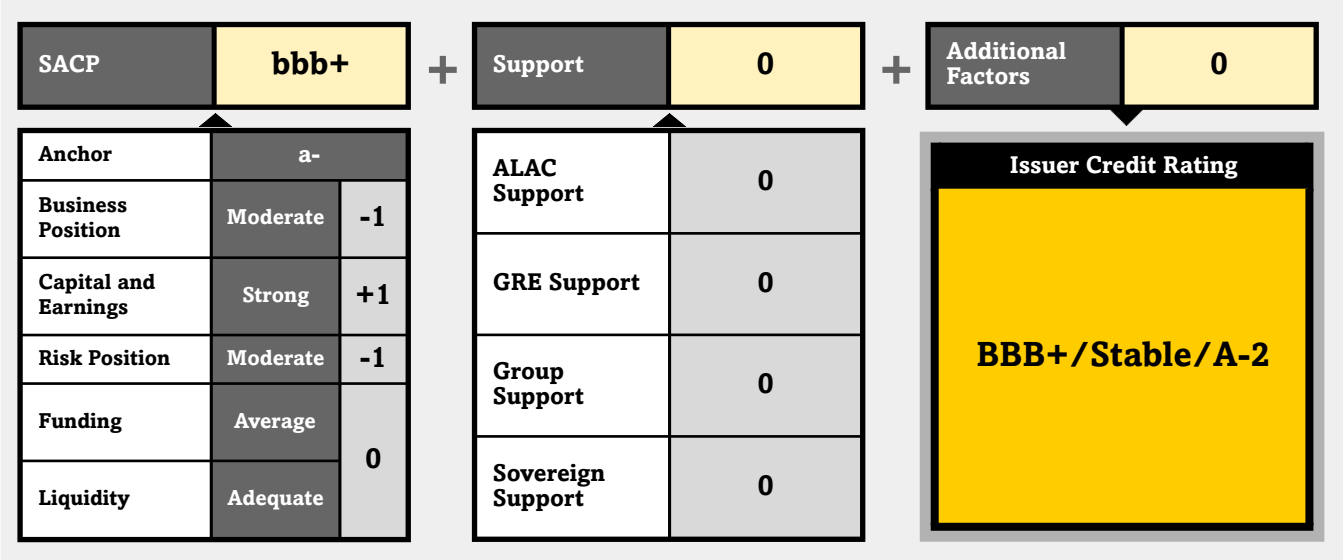 SACP
bbb+
+
Support
0
+
Additional
Factors
0
Anchor
a-
Business
Position
Moderate
-1
Capital and
Earnings
Strong
+1
Risk Position
Moderate
-1
Funding
Average
0
Liquidity
Adequate
ALAC
Support
0
GRE Support
0
Group
Support
0
Sovereign
Support
0
Issuer Credit Rating
BBB+/Stable/A-2